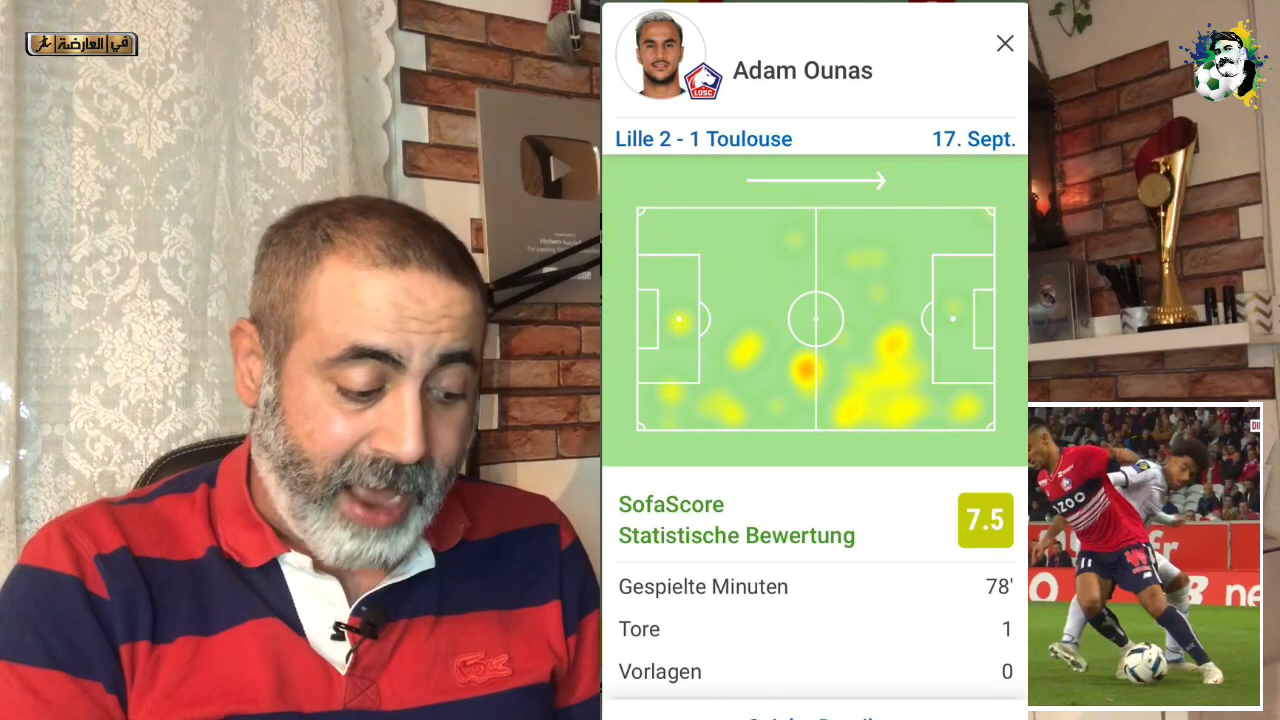 في العارضة
Adam Ounas
LOSC
Lille 2 - 1 Toulouse
17. Sept.
SofaScore
Statistische Bewertung
7.5
Gespielte Minuten
78'
Tore
1
Vorlagen
0